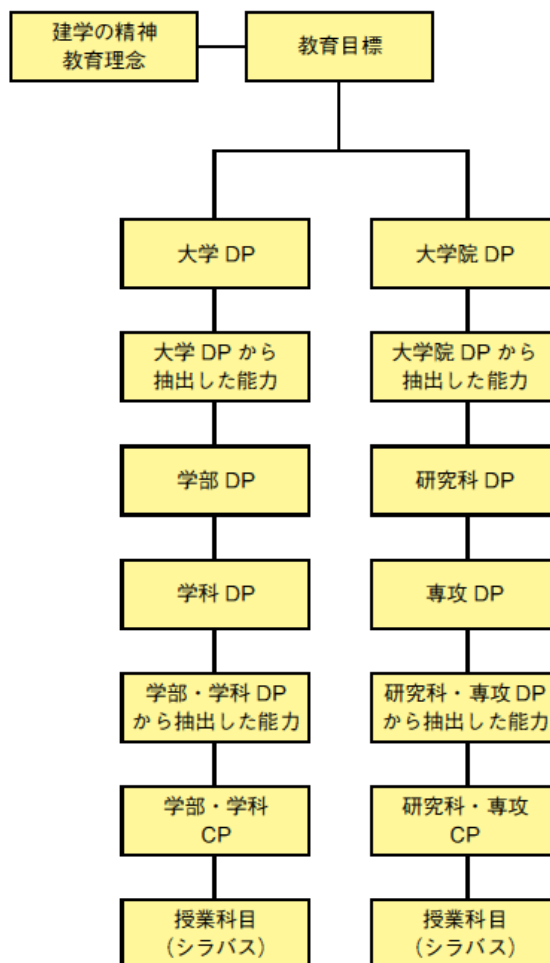 建学の精神
教育理念
教育目標
大学 DP
大学院 DP
大学 DP から
抽出した能力
大学院 DP から
抽出した能力
学部 DP
研究科 DP
学科 DP
専攻 DP
学部・学科 DP
から抽出した能力
研究科・専攻 DP
から抽出した能力
学部・学科
CP
研究科・専攻
CP
授業科目
（シラバス）
授業科目
（シラバス）